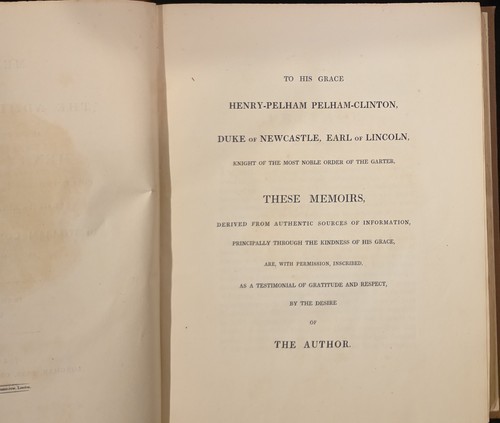 TO HIS GRACE
HENRY-PELHAM PELHAM-CLINTON,
DUKE OF NEWCASTLE, EARL OF LINCOLN,
KNIGHT OF THE MOST NOBLE ORDER OF THE GARTER,
THESE MEMOIRS,
DERIVED FROM AUTHENTIC SOURCES OF INFORMATION,
PRINCIPALLY THROUGH THE KINDNESS OF HIS GRACE,
ARE, WITH PERMISSION, INSCRIBED,
AS A TESTIMONIAL OF GRATITUDE AND RESPECT,
BY THE DESIRE
OF
THE AUTHOR.